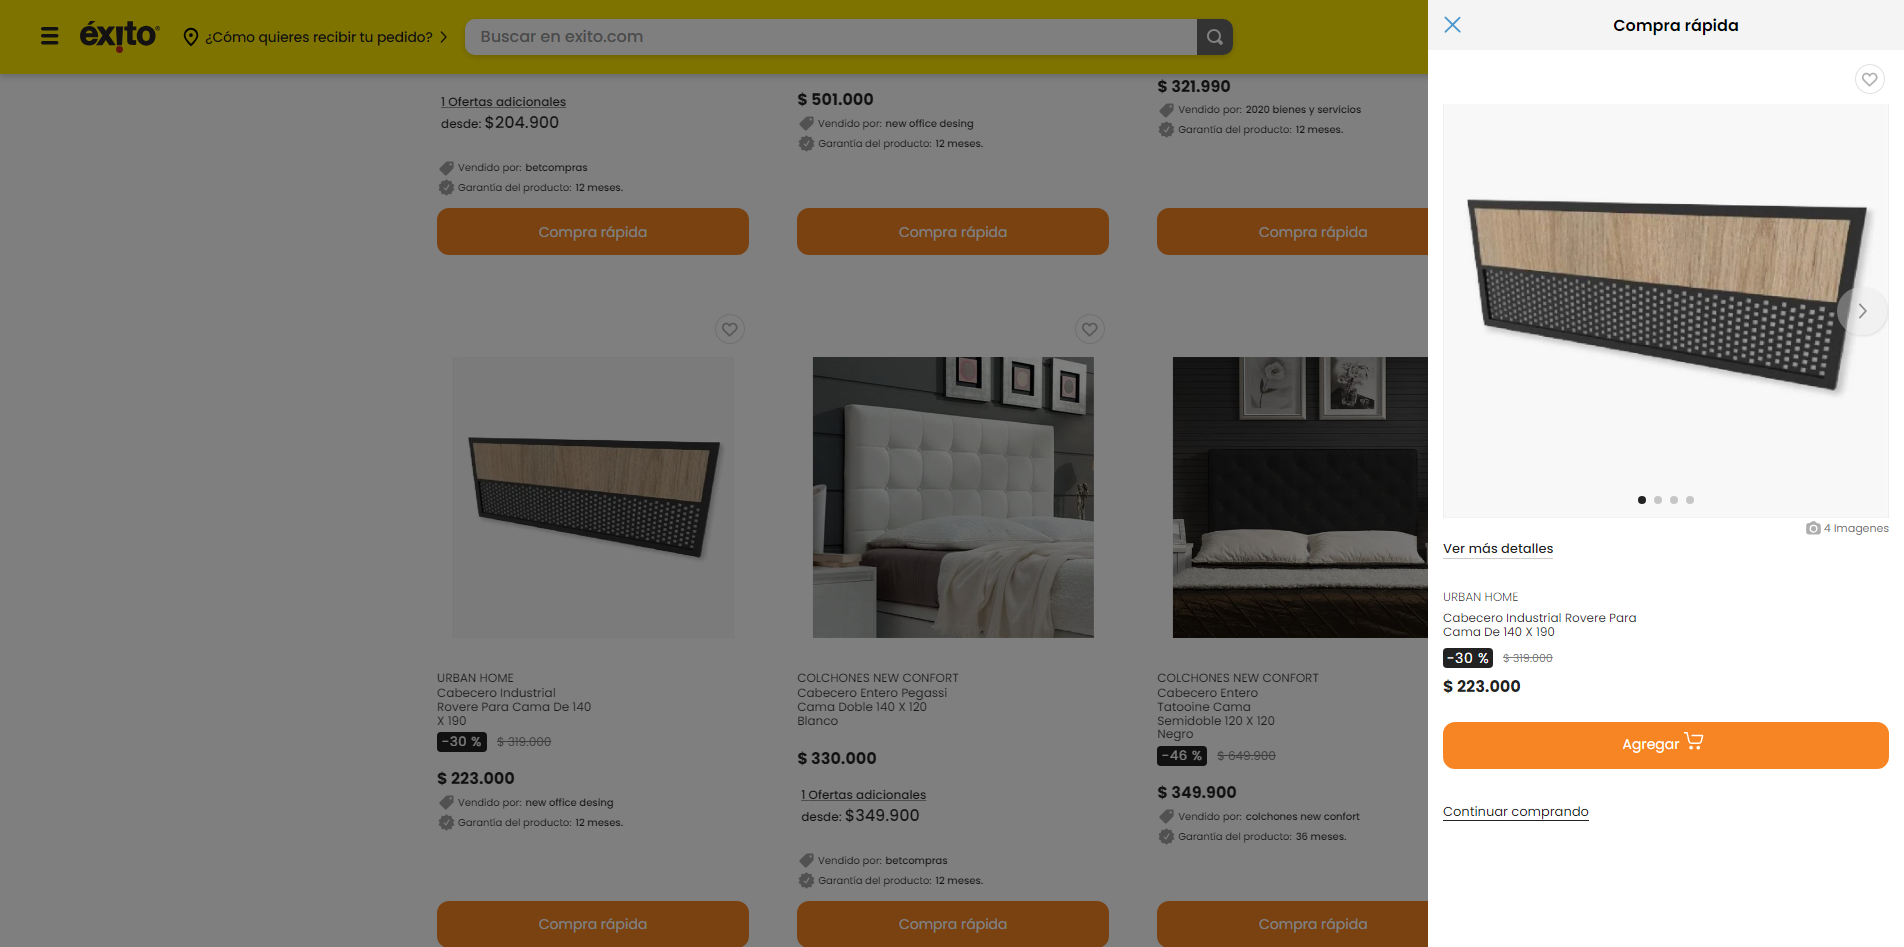 éxito
¿Cómo quieres recibir tu pedido?
Buscar en exito.com
1 Ofertas adicionales
desde: $204.900
Vendido por: betcompras
Garantía del producto: 12 meses.
Compra rápida
$ 501.000
Vendido por: new office desing
Garantía del producto: 12 meses.
Compra rápida
$ 321.990
Vendido por: 2020 bienes y servicios
Garantía del producto: 12 meses.
Compra rápida
URBAN HOME
Cabecero Industrial
Rovere Para Cama De 140
X 190
-30 % $ 319.000
$ 223.000
Vendido por: new office desing
Garantía del producto: 12 meses.
Compra rápida
COLCHONES NEW CONFORT
Cabecero Entero Pegassi
Cama Doble 140 X 120
Blanco
$ 330.000
1 Ofertas adicionales
desde: $349.900
Vendido por: betcompras
Garantía del producto: 12 meses.
Compra rápida
COLCHONES NEW CONFORT
Cabecero Entero
Tatooine Cama
Semidoble 120 X 120
Negro
-46 % $ 649.900
$ 349.900
Vendido por: colchones new confort
Garantía del producto: 36 meses.
Compra rápida
Compra rápida
4 Imagenes
Ver más detalles
URBAN HOME
Cabecero Industrial Rovere Para
Cama De 140 X 190
-30 % $ 319.000
$ 223.000
Agregar
Continuar comprando